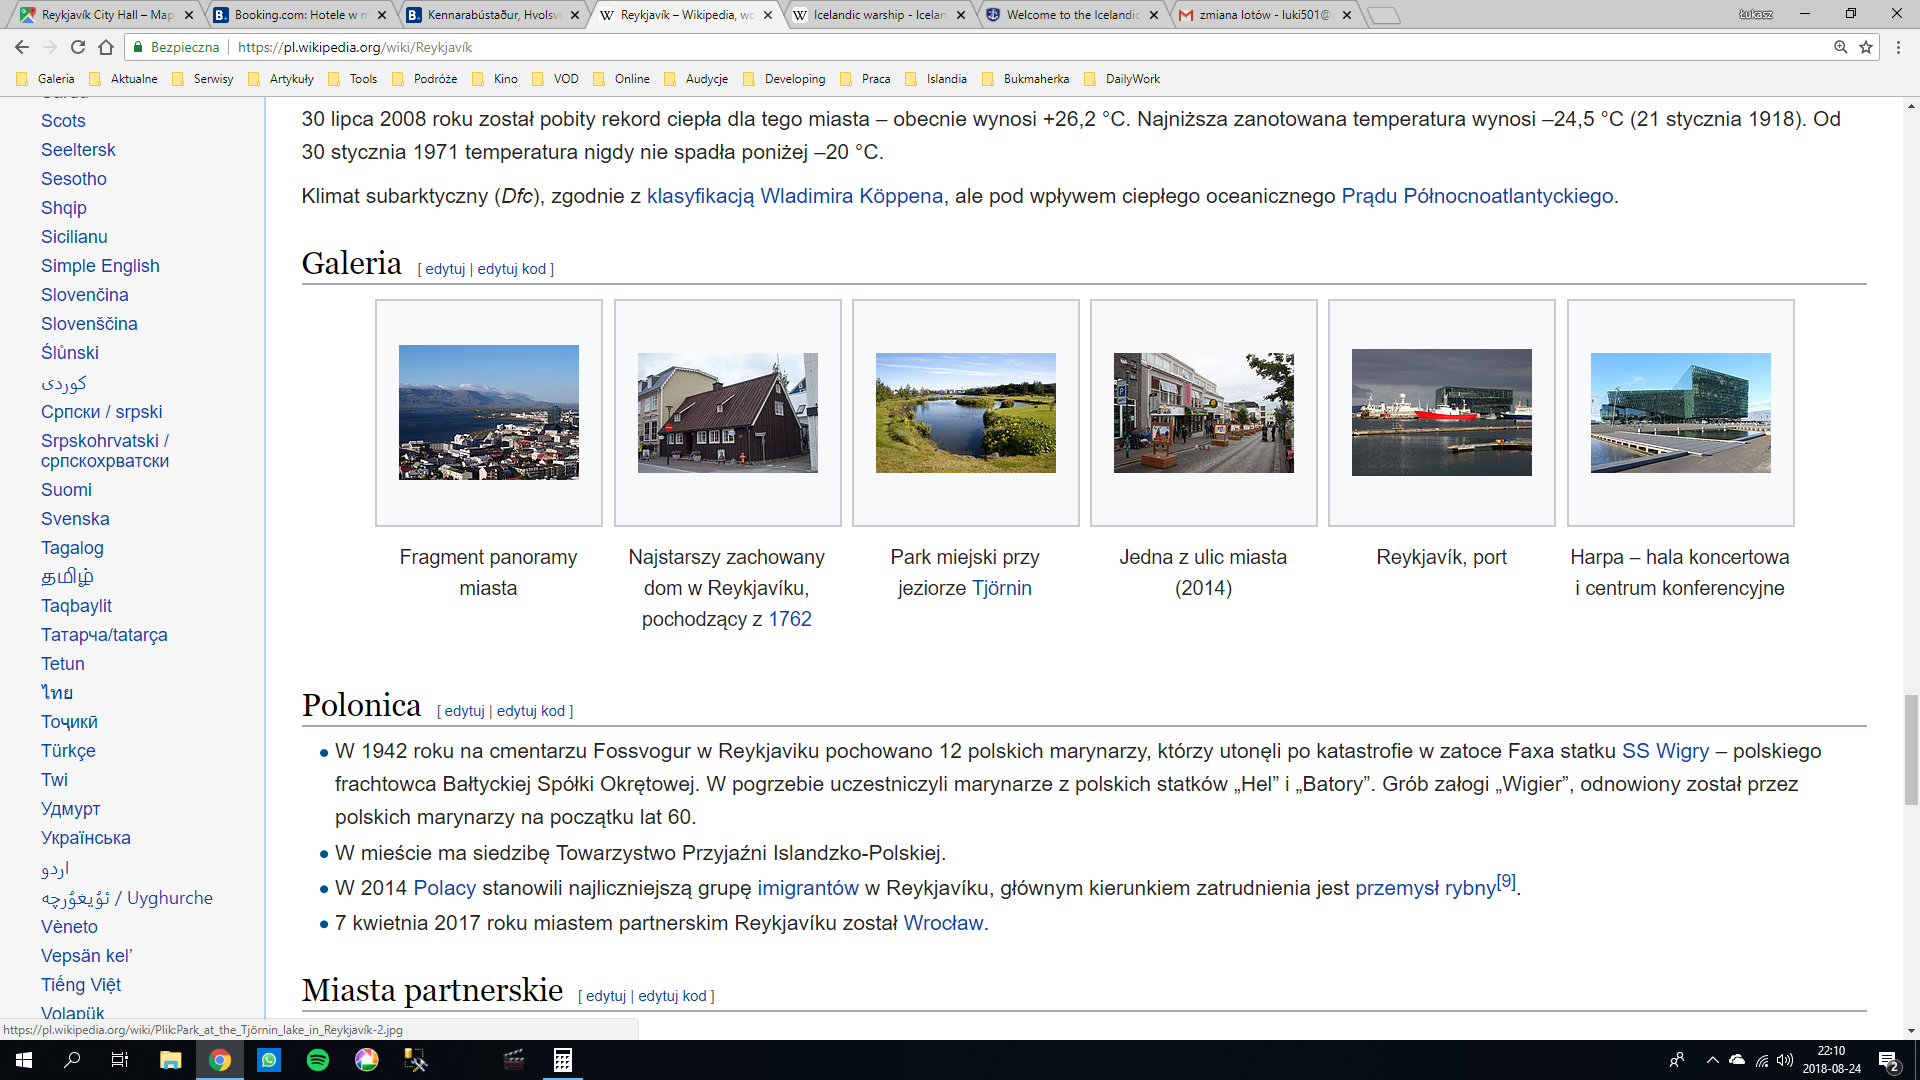 Reykjavík City Hall – Map
Booking.com: Hotele w m
Kennarabústaður, Hvolsv
Reykjavík – Wikipedia, wo
Icelandic warship - Icelan
Welcome to the Icelandic
zmiana lotów - luki501@
Łukasz
Bezpieczna
https://pl.wikipedia.org/wiki/Reykjavík
Galeria
Aktualne
Serwisy
Artykuły
Tools
Podróże
Kino
VOD
Online
Audycje
Developing
Praca
Islandia
Bukmaherka
DailyWork
Scots
Seeltersk
Sesotho
Shqip
Sicilianu
Simple English
Slovenčina
Slovenščina
Ślůnski
کوردی
Српски / srpski
Srpskohrvatski /
српскохрватски
Suomi
Svenska
Tagalog
தமிழ்
Taqbaylit
Татарча/tatarça
Tetun
ไทย
Тоҷикӣ
Türkçe
Twi
Удмурт
Українська
اردو
ئۇيغۇرچە / Uyghurche
Vèneto
Vepsän kel’
Tiếng Việt
Volapük
30 lipca 2008 roku został pobity rekord ciepła dla tego miasta – obecnie wynosi +26,2 °C. Najniższa zanotowana temperatura wynosi –24,5 °C (21 stycznia 1918). Od
30 stycznia 1971 temperatura nigdy nie spadła poniżej –20 °C.
Klimat subarktyczny (Dfc), zgodnie z klasyfikacją Wladimira Köppena, ale pod wpływem ciepłego oceanicznego Prądu Północnoatlantyckiego.
Galeria [ edytuj | edytuj kod ]
Fragment panoramy
miasta
Najstarszy zachowany
dom w Reykjavíku,
pochodzący z 1762
Park miejski przy
jeziorze Tjörnin
Jedna z ulic miasta
(2014)
Reykjavík, port
Harpa – hala koncertowa
i centrum konferencyjne
Polonica [ edytuj | edytuj kod ]
W 1942 roku na cmentarzu Fossvogur w Reykjaviku pochowano 12 polskich marynarzy, którzy utonęli po katastrofie w zatoce Faxa statku SS Wigry – polskiego
frachtowca Bałtyckiej Spółki Okrętowej. W pogrzebie uczestniczyli marynarze z polskich statków „Hel” i „Batory”. Grób załogi „Wigier”, odnowiony został przez
polskich marynarzy na początku lat 60.
W mieście ma siedzibę Towarzystwo Przyjaźni Islandzko-Polskiej.
W 2014 Polacy stanowili najliczniejszą grupę imigrantów w Reykjavíku, głównym kierunkiem zatrudnienia jest przemysł rybny[9].
7 kwietnia 2017 roku miastem partnerskim Reykjavíku został Wrocław.
Miasta partnerskie [ edytuj | edytuj kod ]
https://pl.wikipedia.org/wiki/Plik:Park_at_the_Tjörnin_lake_in_Reykjavík-2.jpg
22:10
2018-08-24
2